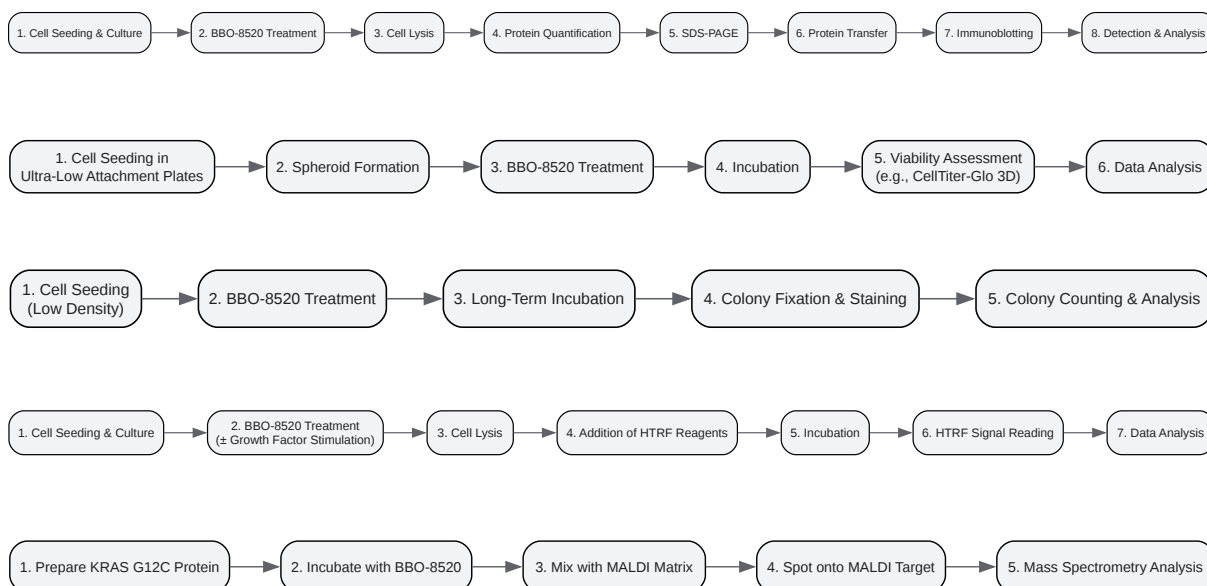 1. Cell Seeding & Culture
2. BBO-8520 Treatment
3. Cell Lysis
4. Protein Quantification
5. SDS-PAGE
6. Protein Transfer
7. Immunoblotting
8. Detection & Analysis
1. Cell Seeding in
Ultra-Low Attachment Plates
2. Spheroid Formation
3. BBO-8520 Treatment
4. Incubation
5. Viability Assessment
(e.g., CellTiter-Glo 3D)
6. Data Analysis
1. Cell Seeding
(Low Density)
2. BBO-8520 Treatment
3. Long-Term Incubation
4. Colony Fixation & Staining
5. Colony Counting & Analysis
1. Cell Seeding & Culture
2. BBO-8520 Treatment
(± Growth Factor Stimulation)
3. Cell Lysis
4. Addition of HTRF Reagents
5. Incubation
6. HTRF Signal Reading
7. Data Analysis
1. Prepare KRAS G12C Protein
2. Incubate with BBO-8520
3. Mix with MALDI Matrix
4. Spot onto MALDI Target
5. Mass Spectrometry Analysis